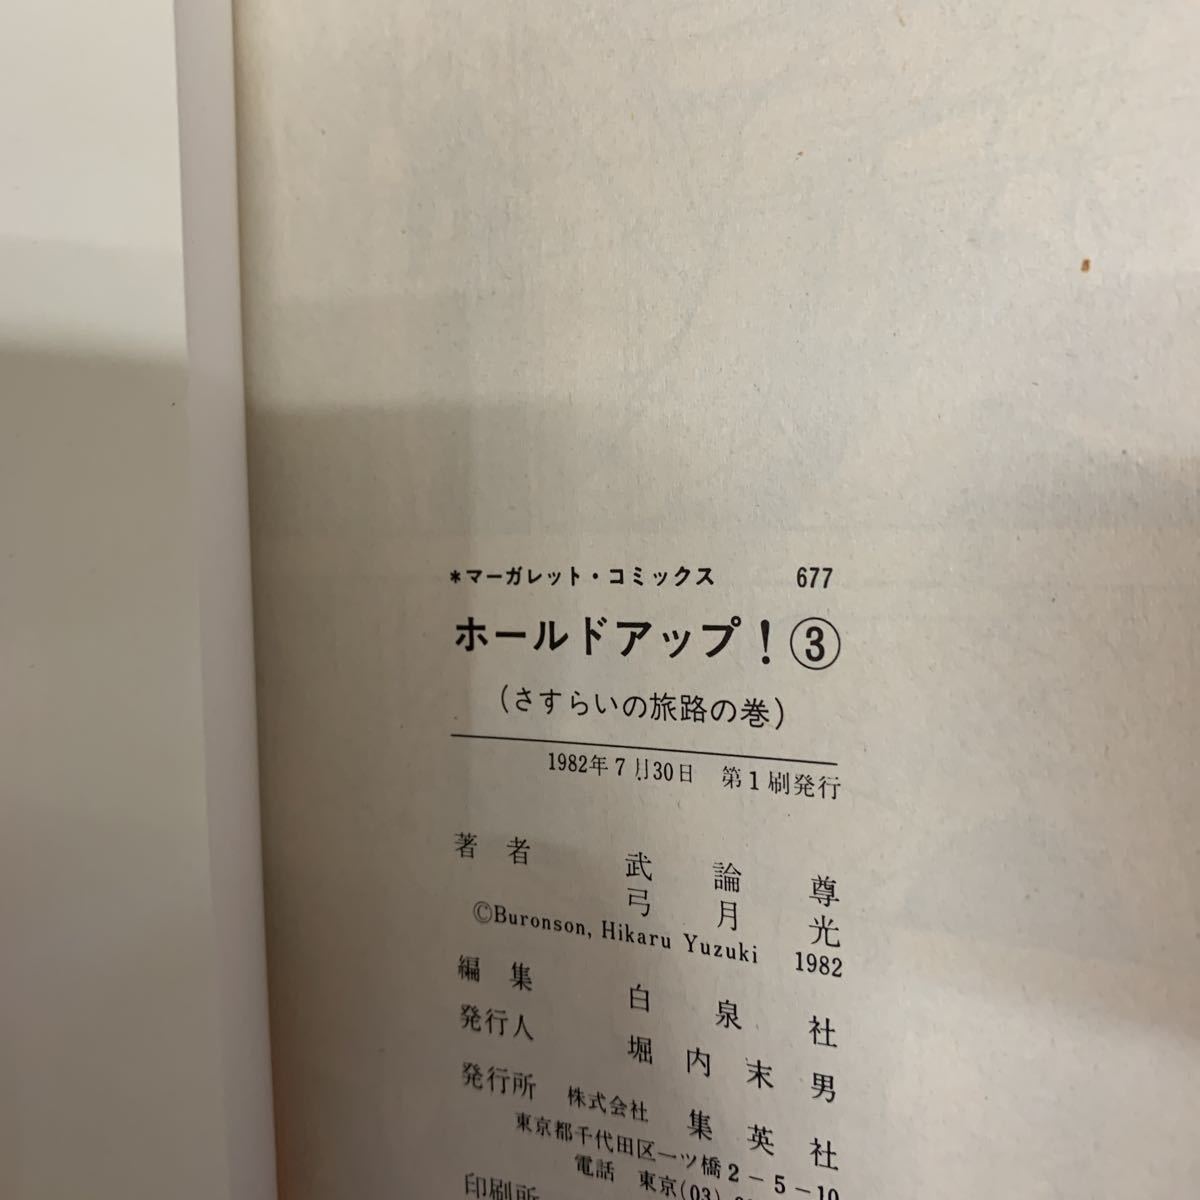 *マーガレット・コミックス 677
ホールドアップ！③
(さすらいの旅路の巻)
1982年7月30日 第1刷発行
著者 武論尊
弓月光
©Buronson, Hikaru Yuzuki 1982
編集 白泉社
発行人 堀内末男
発行所 株式会社 集英社
東京都千代田区一ツ橋2-5-10
電話 東京(03)
印刷所